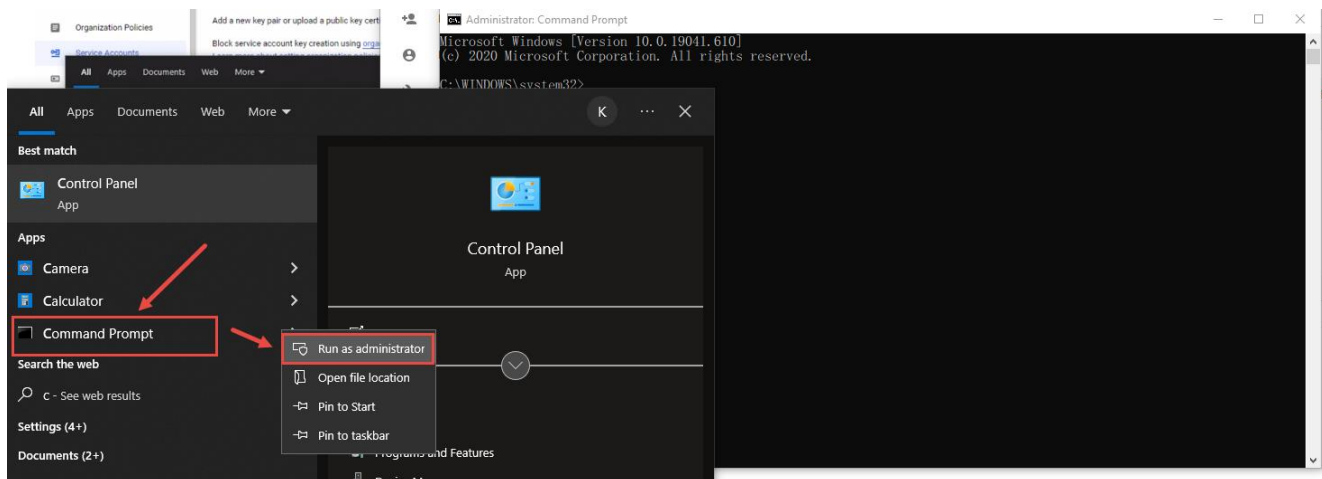 Organization Policies
Service Accounts
Add a new key pair or upload a public key cert
Block service account key creation using orga
All Apps Documents Web More
Administrator: Command Prompt
Microsoft Windows [Version 10.0.19041.610]
(c) 2020 Microsoft Corporation. All rights reserved.
C:\WINDOWS\system32>
All Apps Documents Web More
K
Best match
Control Panel
App
Apps
Camera
Calculator
Command Prompt
Search the web
c - See web results
Settings (4+)
Documents (2+)
Control Panel
App
Run as administrator
Open file location
Pin to Start
Pin to taskbar
Programs and Features